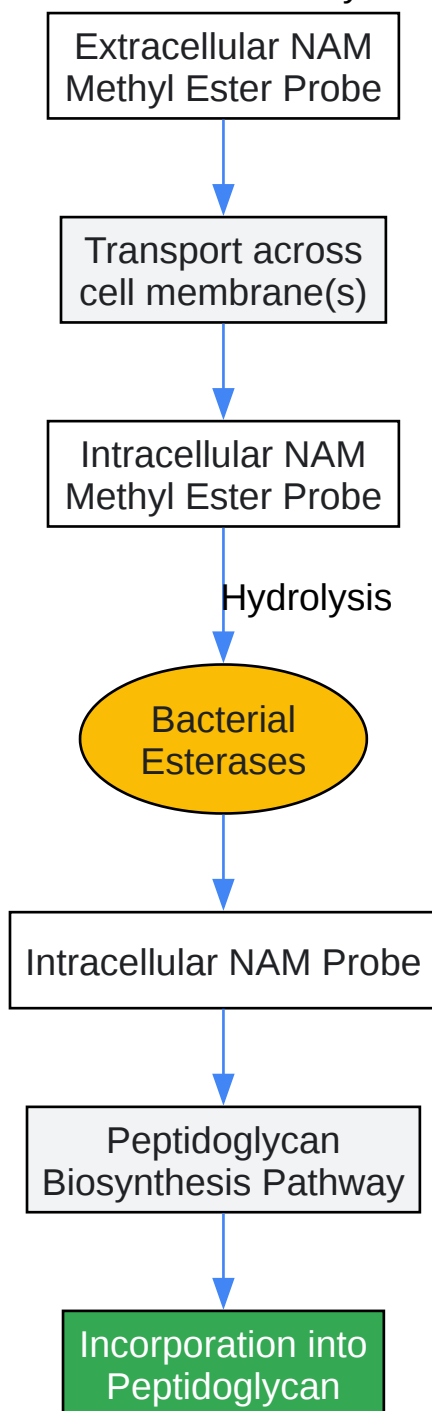 Extracellular NAM
Methyl Ester Probe
Transport across
cell membrane(s)
Intracellular NAM
Methyl Ester Probe
Hydrolysis
Bacterial
Esterases
Intracellular NAM Probe
Peptidoglycan
Biosynthesis Pathway
Incorporation into
Peptidoglycan